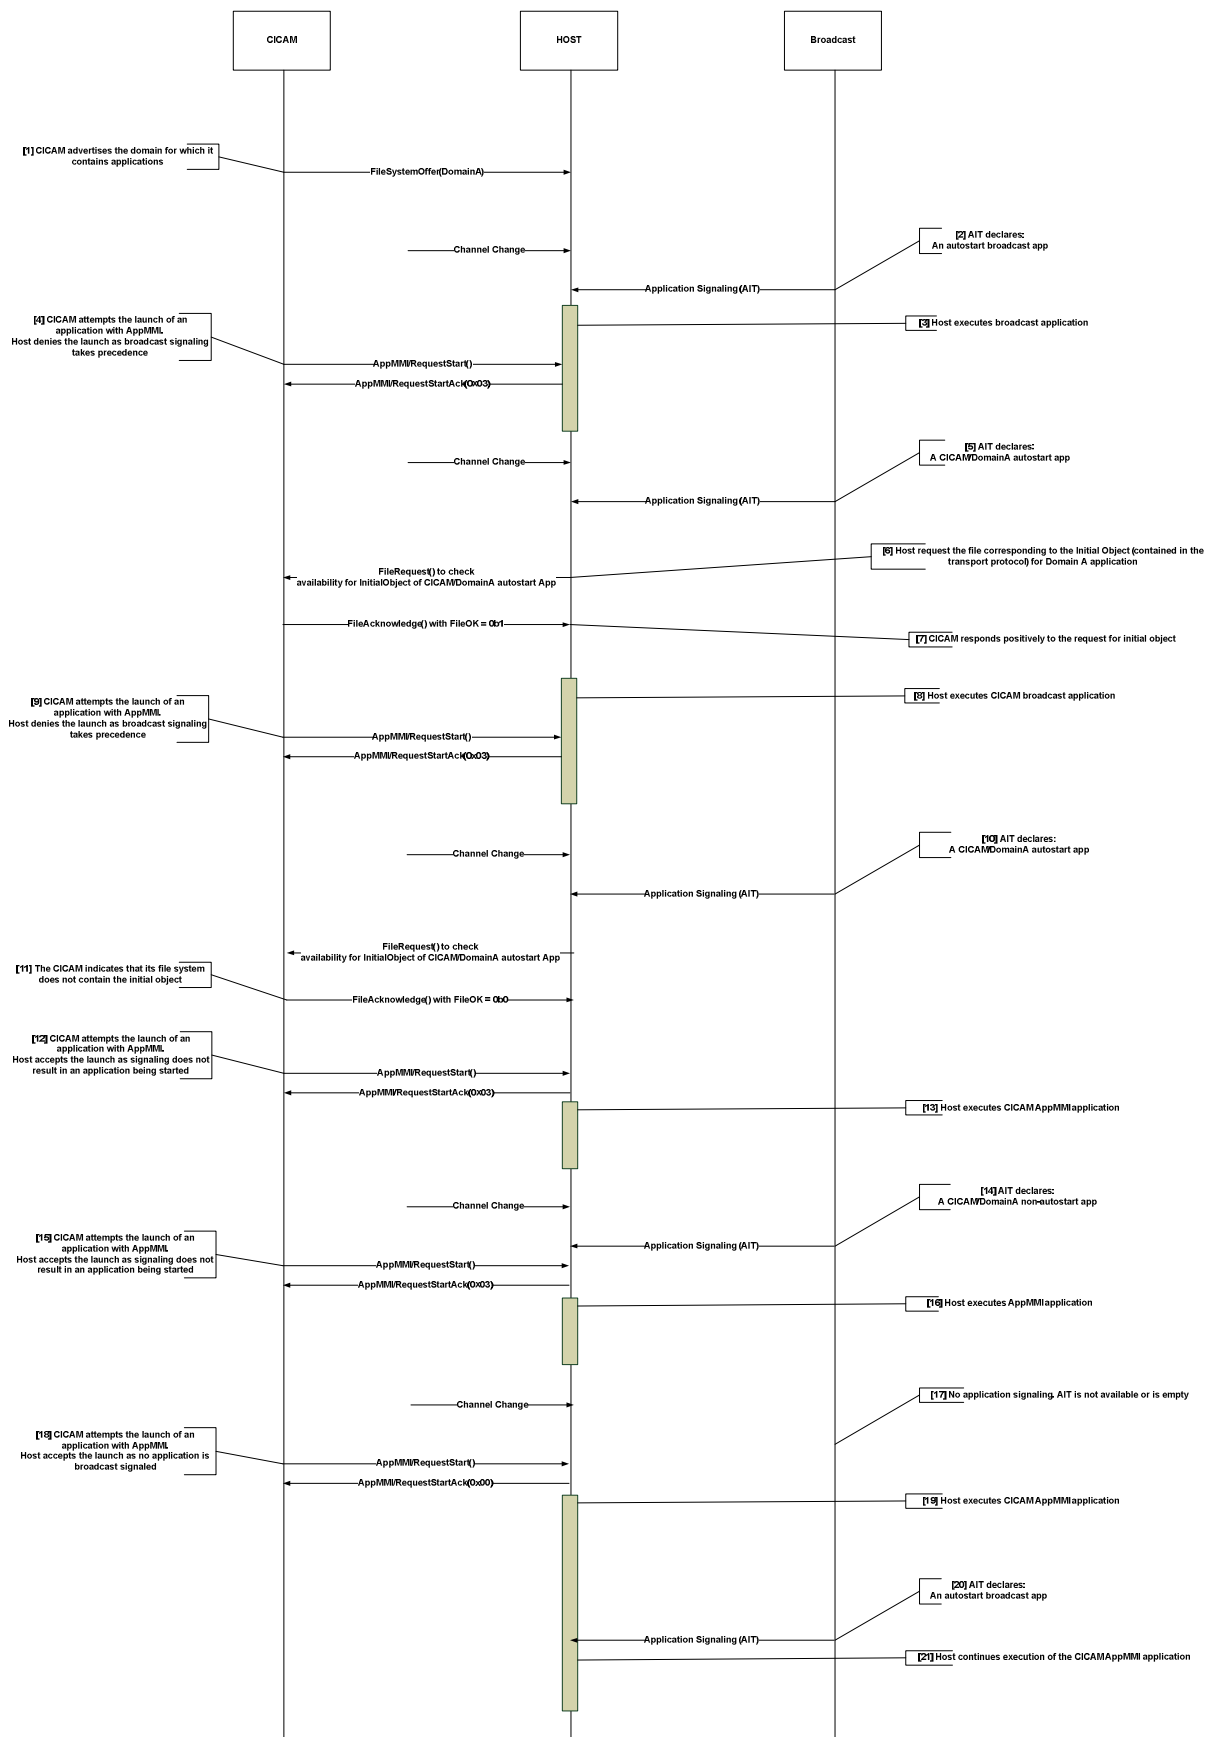 CICAM
HOST
Broadcast
[1] CICAM advertises the domain for which it
contains applications
FileSystemOffer(DomainA)
Channel Change
[2] AIT declares:
An autostart broadcast app
Application Signaling (AIT)
[3] Host executes broadcast application
[4] CICAM attempts the launch of an
application with AppMMI.
Host denies the launch as broadcast signaling
takes precedence
AppMMI/RequestStart()
AppMMI/RequestStartAck(0x03)
Channel Change
[5] AIT declares:
A CICAM/DomainA autostart app
Application Signaling (AIT)
[6] Host request the file corresponding to the Initial Object (contained in the
transport protocol) for Domain A application
FileRequest() to check
availability for InitialObject of CICAM/DomainA autostart App
FileAcknowledge() with FileOK = 0b1
[7] CICAM responds positively to the request for initial object
[8] Host executes CICAM broadcast application
[9] CICAM attempts the launch of an
application with AppMMI.
Host denies the launch as broadcast signaling
takes precedence
AppMMI/RequestStart()
AppMMI/RequestStartAck(0x03)
Channel Change
[10] AIT declares:
A CICAM/DomainA autostart app
Application Signaling (AIT)
FileRequest() to check
availability for InitialObject of CICAM/DomainA autostart App
[11] The CICAM indicates that its file system
does not contain the initial object
FileAcknowledge() with FileOK = 0b0
[12] CICAM attempts the launch of an
application with AppMMI.
Host accepts the launch as signaling does not
result in an application being started
AppMMI/RequestStart()
AppMMI/RequestStartAck(0x03)
[13] Host executes CICAM AppMMI application
Channel Change
[14] AIT declares:
A CICAM/DomainA non-autostart app
Application Signaling (AIT)
[15] CICAM attempts the launch of an
application with AppMMI.
Host accepts the launch as signaling does not
result in an application being started
AppMMI/RequestStart()
AppMMI/RequestStartAck(0x03)
[16] Host executes AppMMI application
Channel Change
[17] No application signaling. AIT is not available or is empty
[18] CICAM attempts the launch of an
application with AppMMI.
Host accepts the launch as no application is
broadcast signaled
AppMMI/RequestStart()
AppMMI/RequestStartAck(0x00)
[19] Host executes CICAM AppMMI application
[20] AIT declares:
An autostart broadcast app
Application Signaling (AIT)
[21] Host continues execution of the CICAM AppMMI application